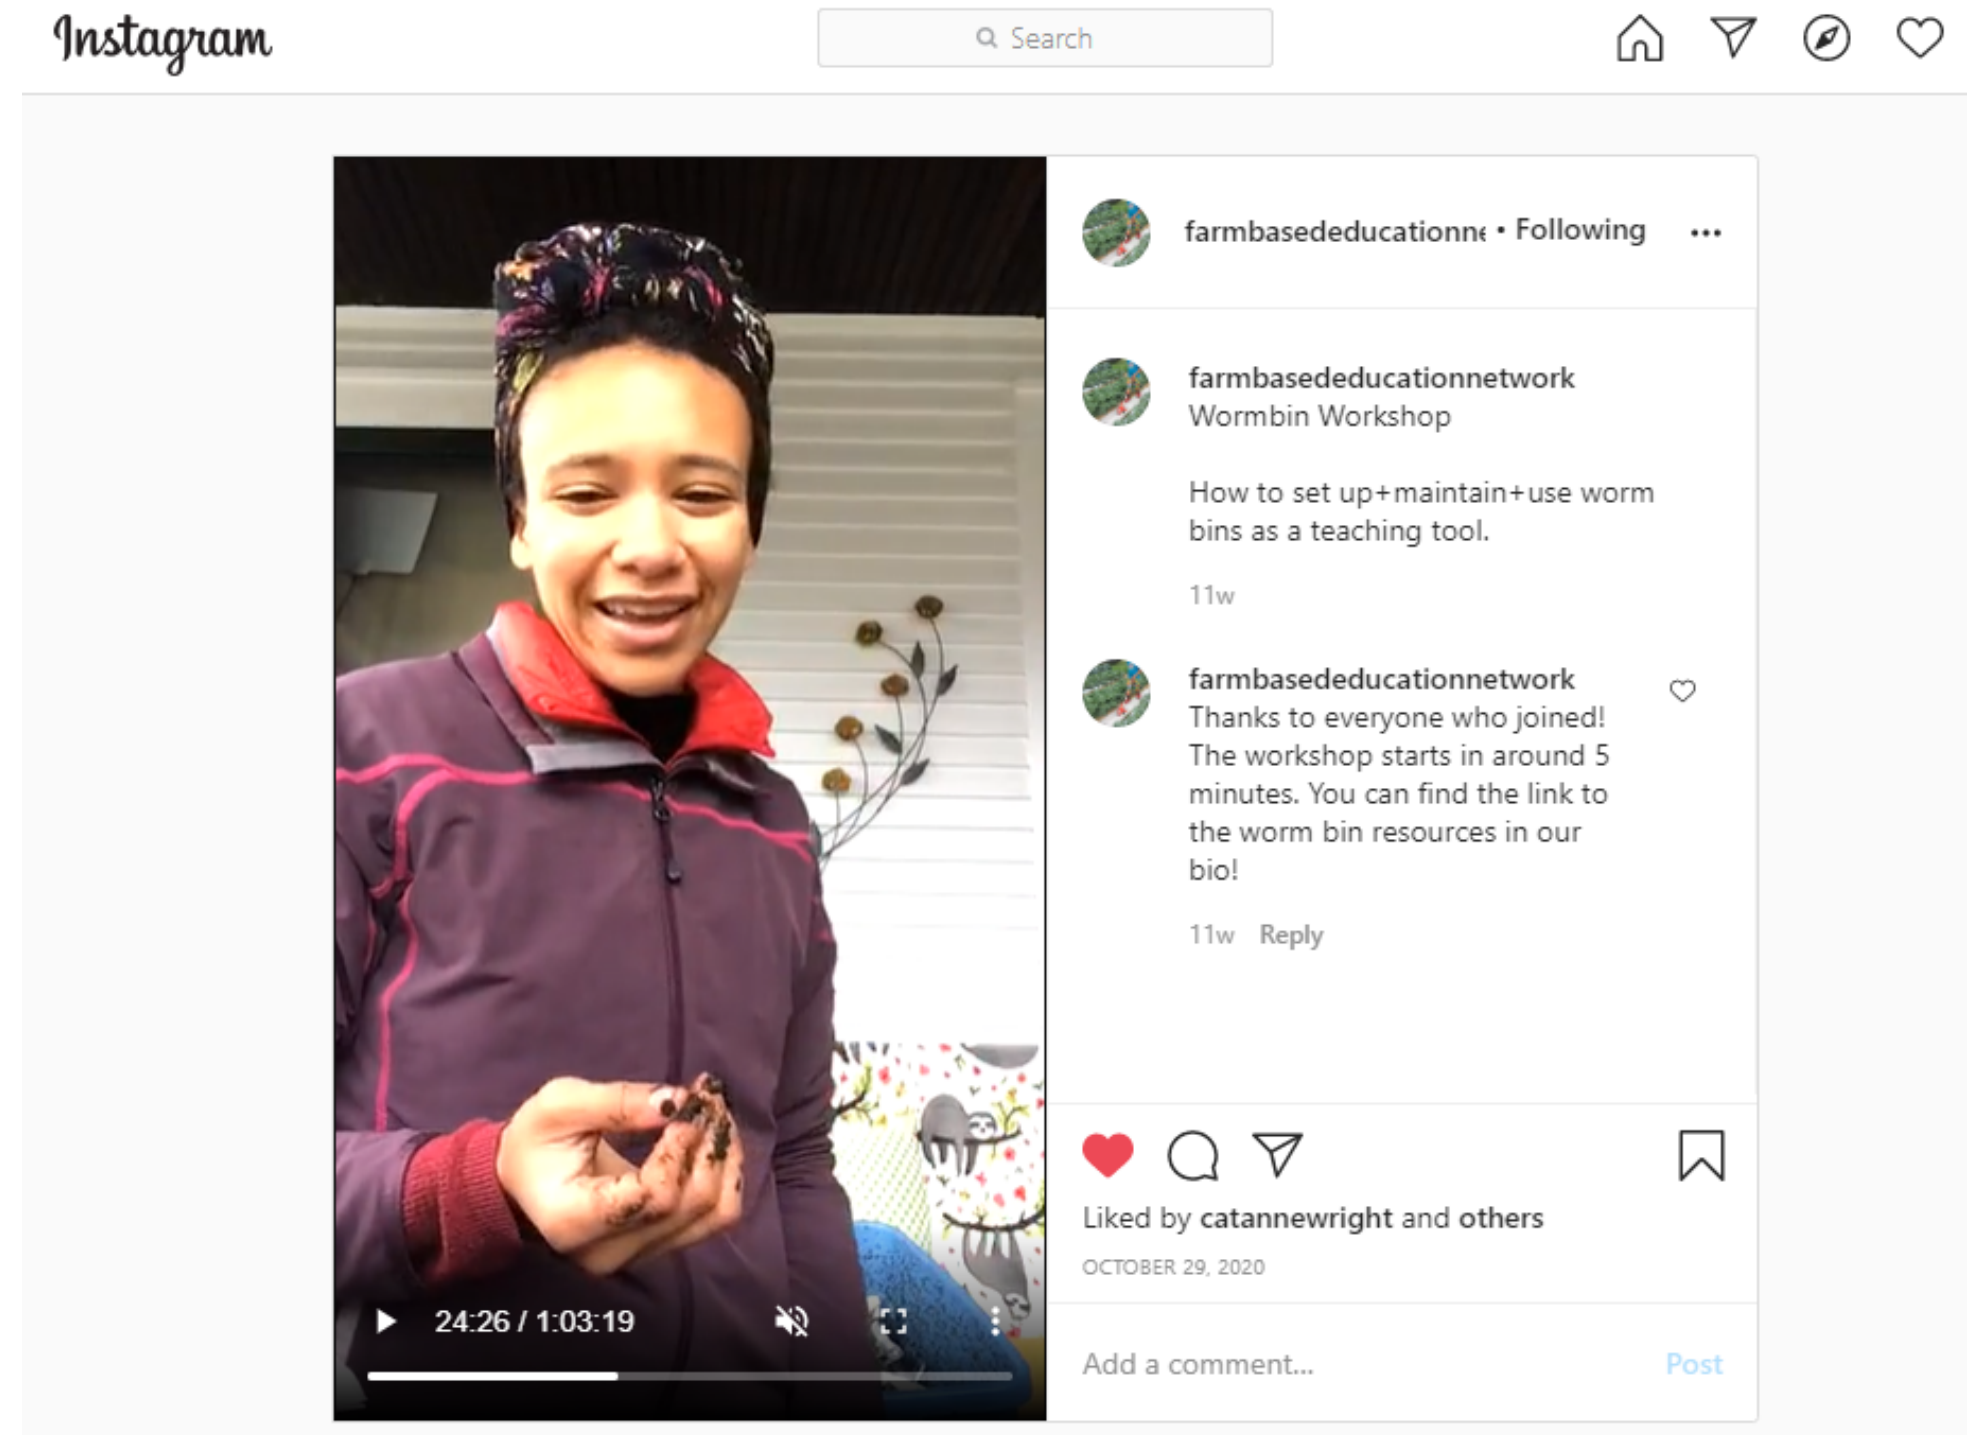 Instagram
Search
farmbasededucationne • Following
farmbasededucationnetwork
Wormbin Workshop
How to set up+maintain+use worm
bins as a teaching tool.
11w
farmbasededucationnetwork
Thanks to everyone who joined!
The workshop starts in around 5
minutes. You can find the link to
the worm bin resources in our
bio!
11w Reply
24:26 / 1:03:19
Liked by catannewright and others
OCTOBER 29, 2020
Add a comment... Post